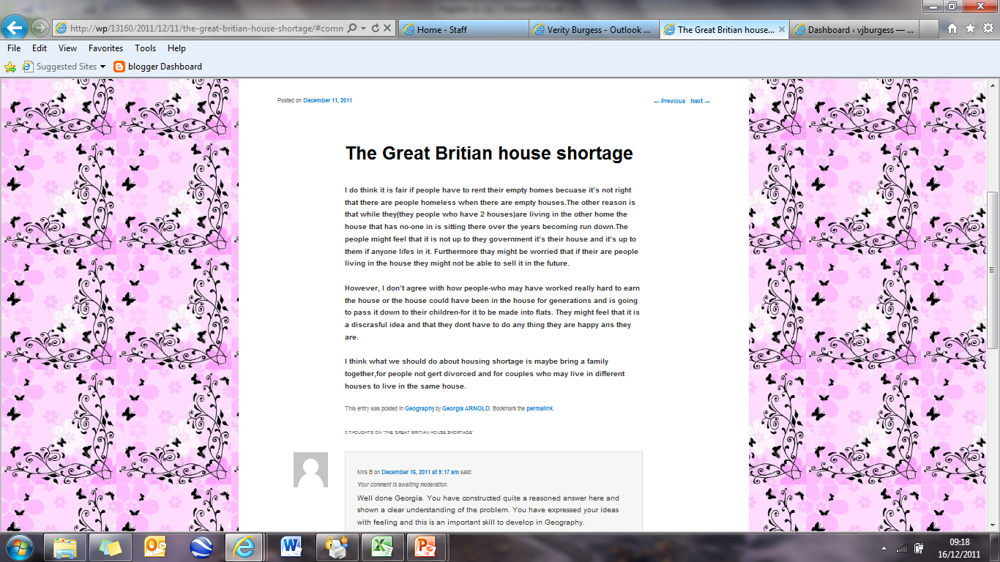 http://wp/13160/2011/12/11/the-great-britian-house-shortage/#comm
Home - Staff
Verity Burgess - Outlook ...
The Great Britian house...
Dashboard ‹ vjburgess — ...
File Edit View Favorites Tools Help
Suggested Sites
blogger Dashboard
Posted on December 11, 2011
← Previous Next →
The Great Britian house shortage
I do think it is fair if people have to rent their empty homes becuase it's not right
that there are people homeless when there are empty houses.The other reason is
that while they(they people who have 2 houses)are living in the other home the
house that has no-one in is sitting there over the years becoming run down.The
people might feel that it is not up to they government it's their house and it's up to
them if anyone lifes in it. Furthermore thay might be worried that if their are people
living in the house they might not be able to sell it in the future.
However, I don't agree with how people-who may have worked really hard to earn
the house or the house could have been in the house for generations and is going
to pass it down to their children-for it to be made into flats. They might feel that it is
a discrasful idea and that they dont have to do any thing they are happy ans they
are.
I think what we should do about housing shortage is maybe bring a family
together,for people not gert divorced and for couples who may live in different
houses to live in the same house.
This entry was posted in Geography by Georgia ARNOLD. Bookmark the permalink.
0 THOUGHTS ON "THE GREAT BRITIAN HOUSE SHORTAGE"
Mrs B on December 16, 2011 at 9:17 am said:
Your comment is awaiting moderation.
Well done Georgia. You have constructed quite a reasoned answer here and
shown a clear understanding of the problem. You have expressed your ideas
with feeling and this is an important skill to develop in Geography.
09:18
16/12/2011